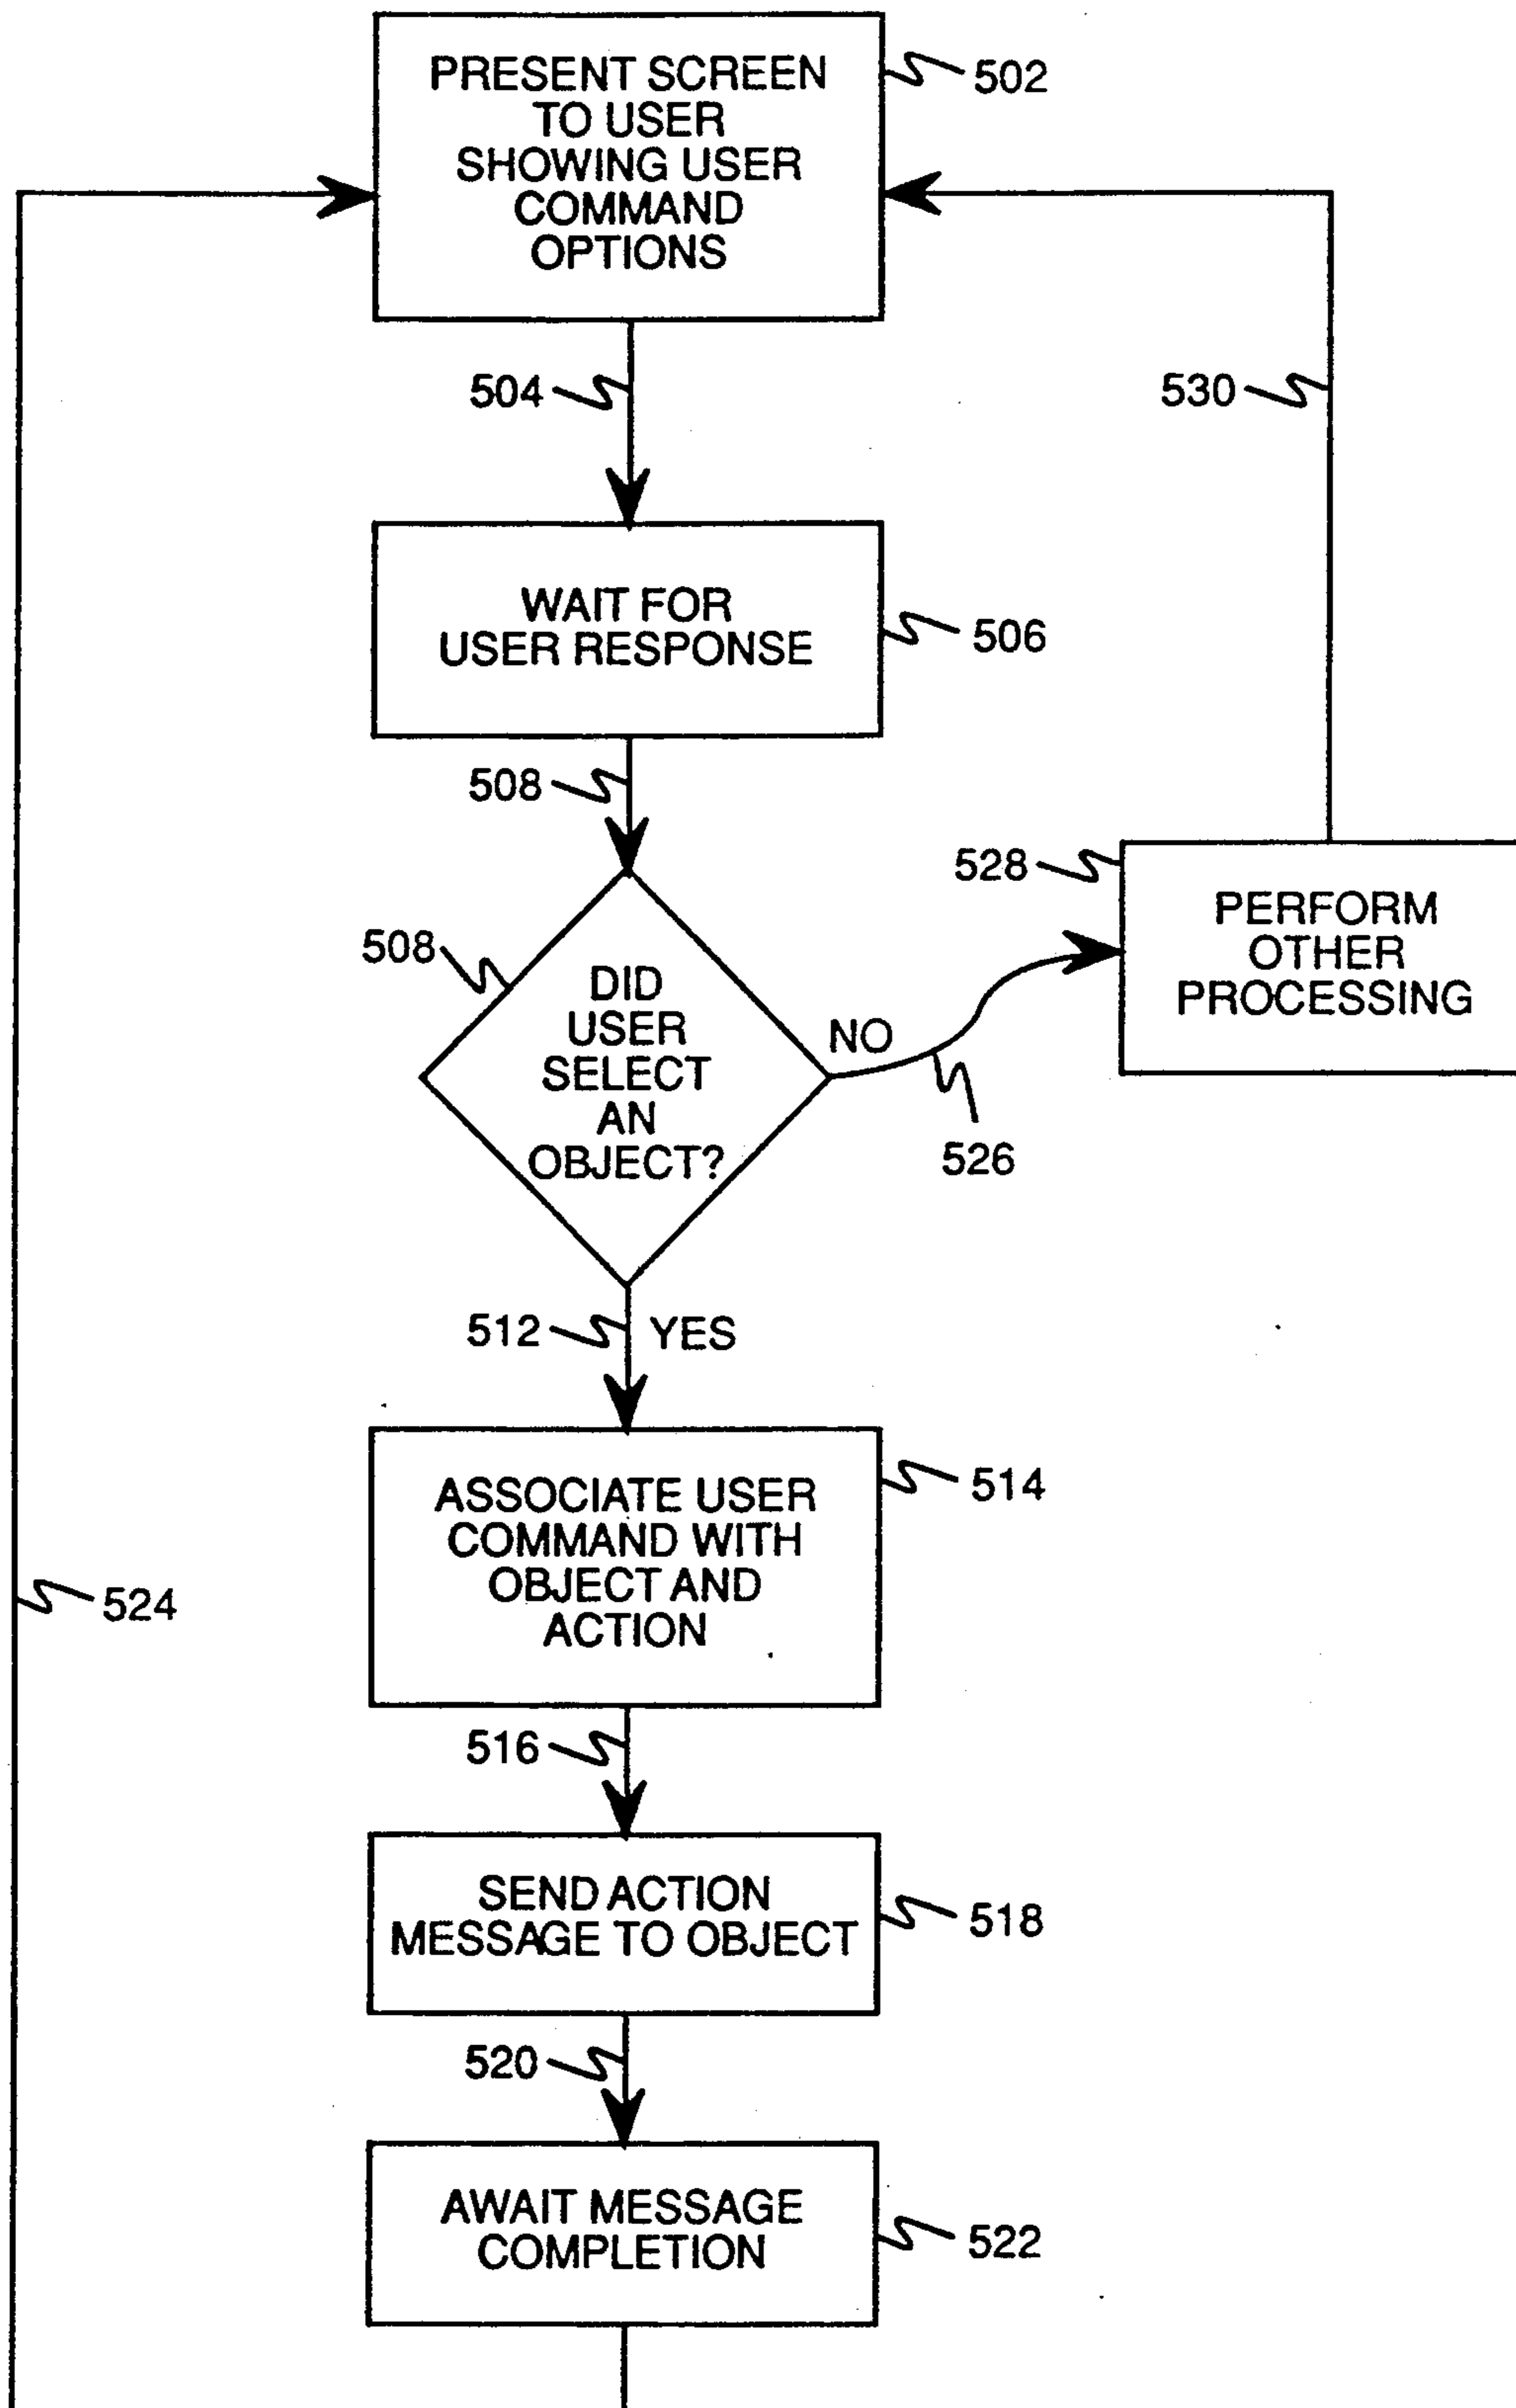 PRESENT SCREEN
TO USER
SHOWING USER
COMMAND
OPTIONS
502
504
530
WAIT FOR
USER RESPONSE
506
508
528
PERFORM
OTHER
PROCESSING
508
DID
USER
SELECT
AN
OBJECT?
NO
526
512
YES
ASSOCIATE USER
COMMAND WITH
OBJECT AND
ACTION
514
524
516
SEND ACTION
MESSAGE TO OBJECT
518
520
AWAIT MESSAGE
COMPLETION
522